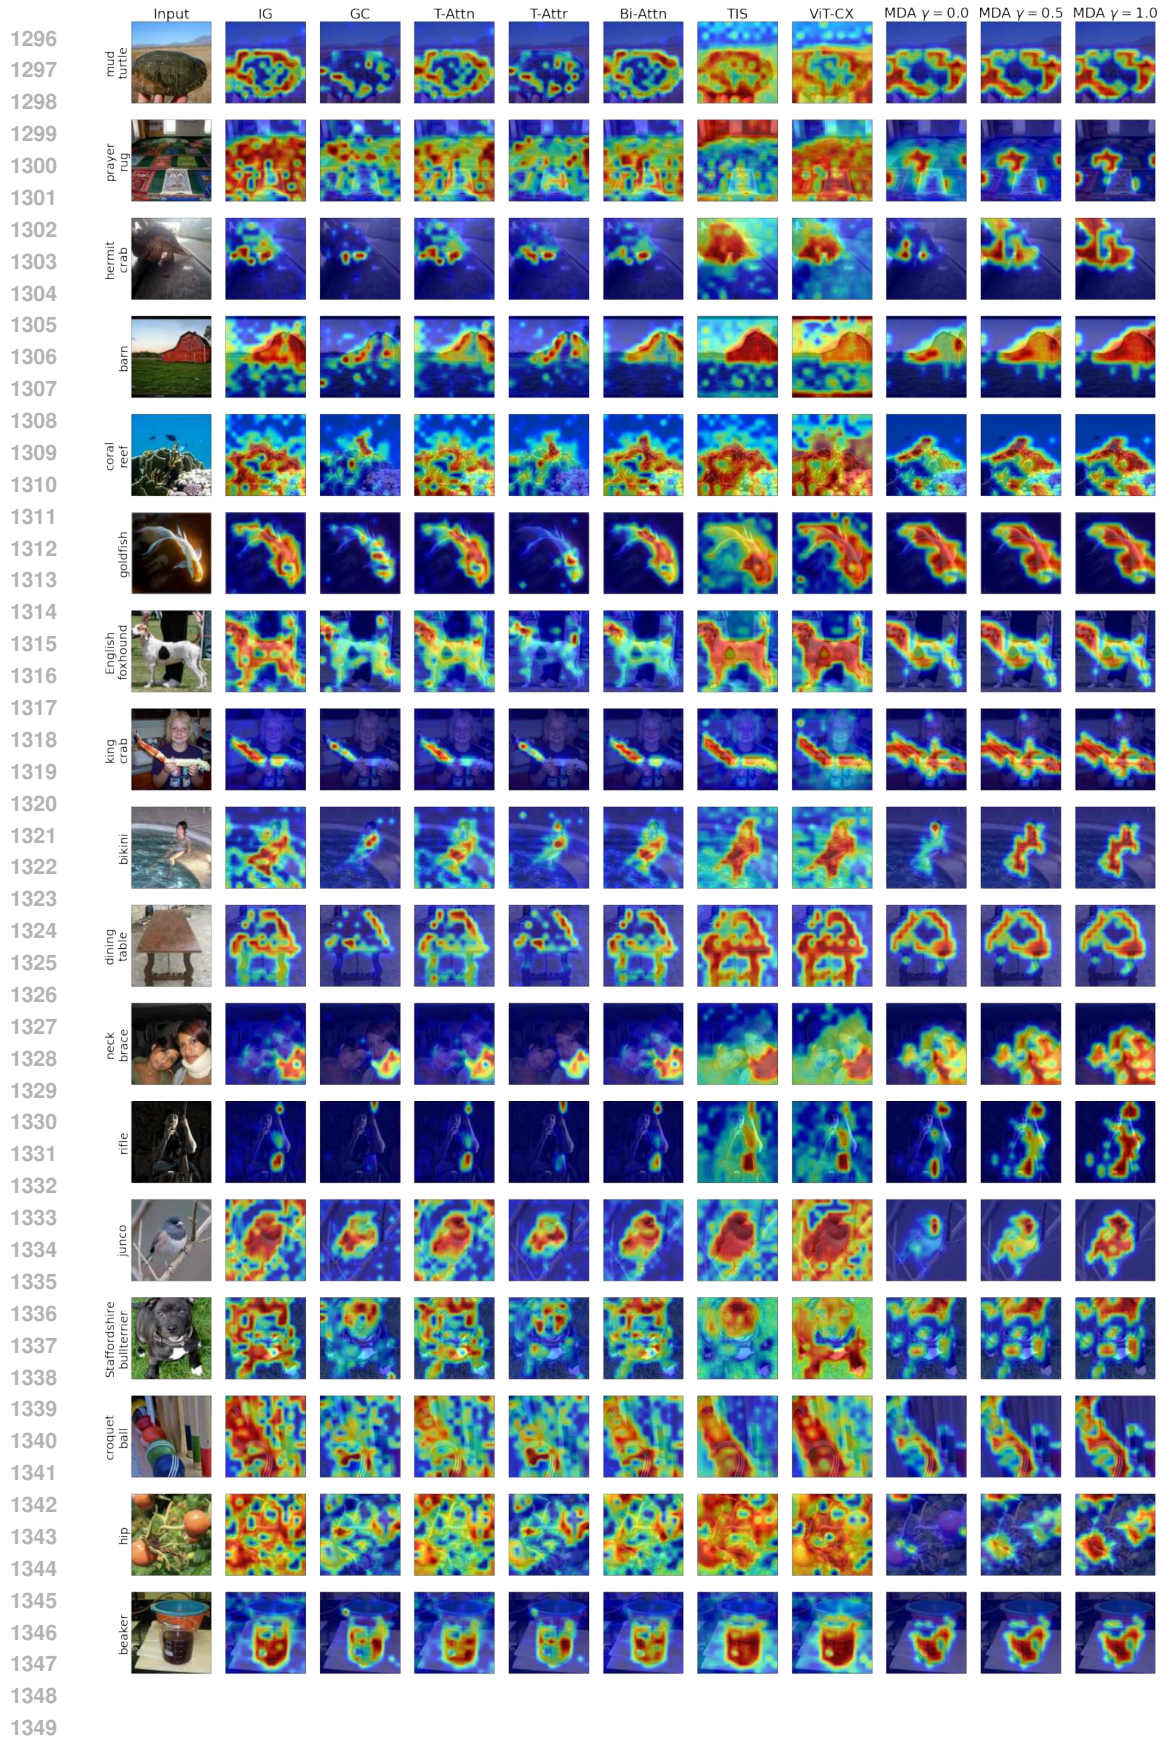 Input IG GC T-Attn T-Attr Bi-Attn TIS ViT-CX MDA γ = 0.0 MDA γ = 0.5 MDA γ = 1.0
1296
mud
turtle
1297
1298
1299
prayer
rug
1300
1301
1302
hermit
crab
1303
1304
1305
barn
1306
1307
1308
coral
reef
1309
1310
1311
goldfish
1312
1313
1314
English
foxhound
1315
1316
1317
king
crab
1318
1319
1320
bikini
1321
1322
1323
dining
table
1324
1325
1326
neck
brace
1327
1328
1329
rifle
1330
1331
1332
junco
1333
1334
1335
Staffordshire
bullterrier
1336
1337
1338
croquet
ball
1339
1340
1341
hip
1342
1343
1344
beaker
1345
1346
1347
1348
1349